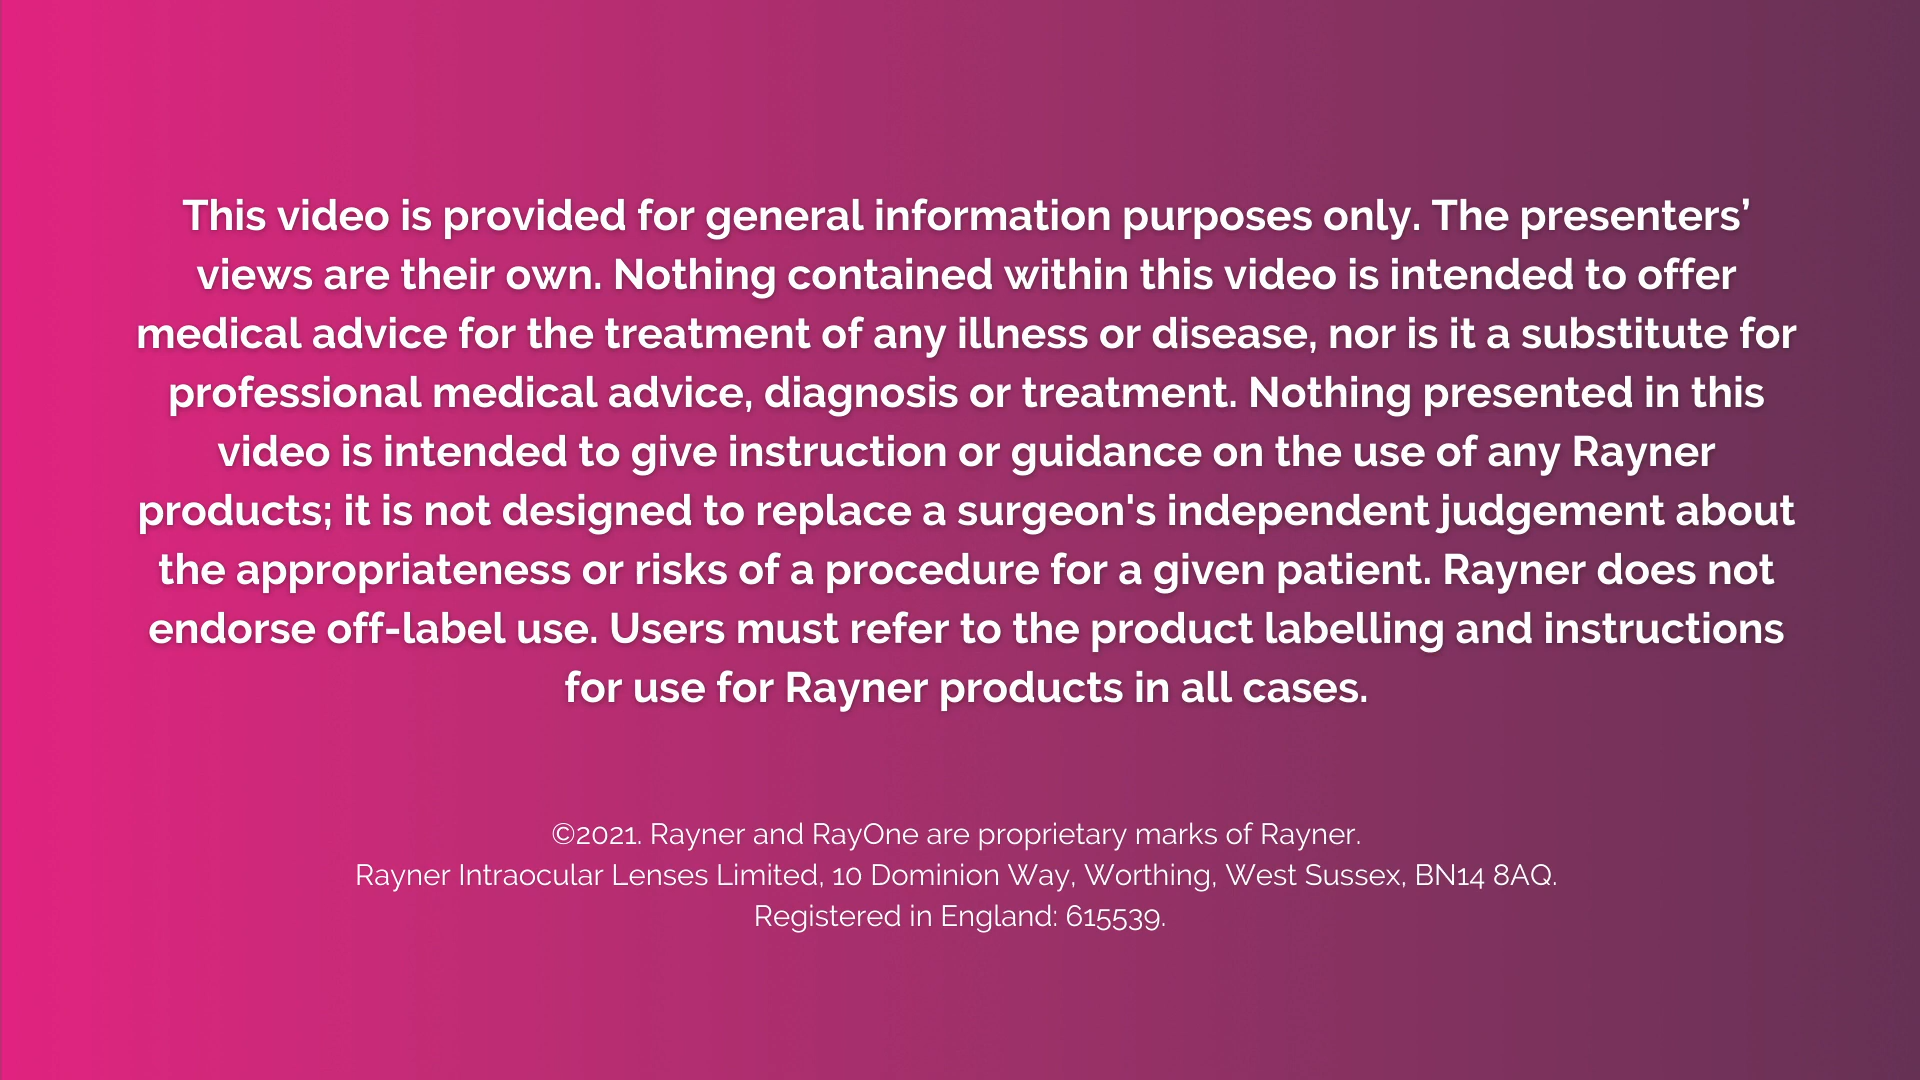 This video is provided for general information purposes only. The presenters’
views are their own. Nothing contained within this video is intended to offer
medical advice for the treatment of any illness or disease, nor is it a substitute for
professional medical advice, diagnosis or treatment. Nothing presented in this
video is intended to give instruction or guidance on the use of any Rayner
products; it is not designed to replace a surgeon's independent judgement about
the appropriateness or risks of a procedure for a given patient. Rayner does not
endorse off-label use. Users must refer to the product labelling and instructions
for use for Rayner products in all cases.
©2021. Rayner and RayOne are proprietary marks of Rayner.
Rayner Intraocular Lenses Limited, 10 Dominion Way, Worthing, West Sussex, BN14 8AQ.
Registered in England: 615539.